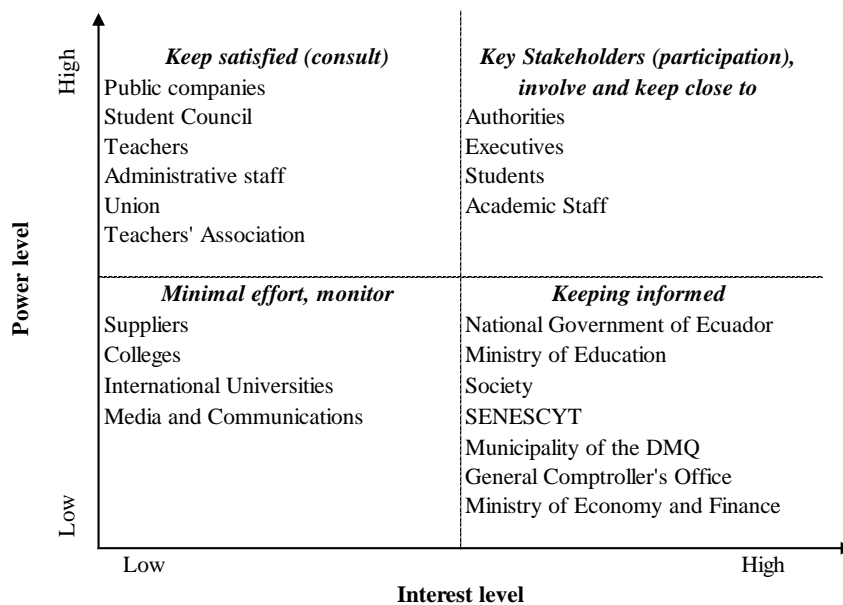 High
Low
Power level
Keep satisfied (consult)
Public companies
Student Council
Teachers
Administrative staff
Union
Teachers' Association
Key Stakeholders (participation),
involve and keep close to
Authorities
Executives
Students
Academic Staff
Minimal effort, monitor
Suppliers
Colleges
International Universities
Media and Communications
Keeping informed
National Government of Ecuador
Ministry of Education
Society
SENESCYT
Municipality of the DMQ
General Comptroller's Office
Ministry of Economy and Finance
Low
High
Interest level